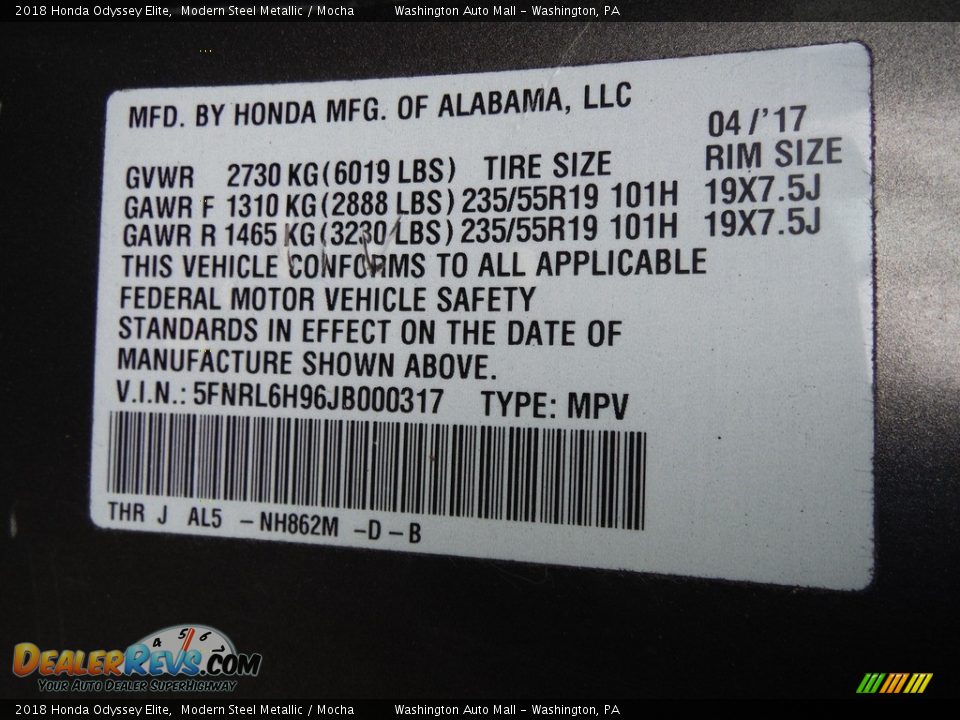 2018 Honda Odyssey Elite, Modern Steel Metallic / Mocha Washington Auto Mall - Washington, PA
MFD. BY HONDA MFG. OF ALABAMA, LLC
04/'17
GVWR 2730 KG(6019 LBS) TIRE SIZE RIM SIZE
GAWR F 1310 KG(2888 LBS) 235/55R19 101H 19X7.5J
GAWR R 1465 KG(3230 LBS) 235/55R19 101H 19X7.5J
THIS VEHICLE CONFORMS TO ALL APPLICABLE
FEDERAL MOTOR VEHICLE SAFETY
STANDARDS IN EFFECT ON THE DATE OF
MANUFACTURE SHOWN ABOVE.
V.I.N.: 5FNRL6H96JB000317 TYPE: MPV
THR J AL5 - NH862M - D - B
4 5 6
DEALERREVS.COM
YOUR AUTO DEALER SUPERHIGHWAY
2018 Honda Odyssey Elite, Modern Steel Metallic / Mocha Washington Auto Mall - Washington, PA